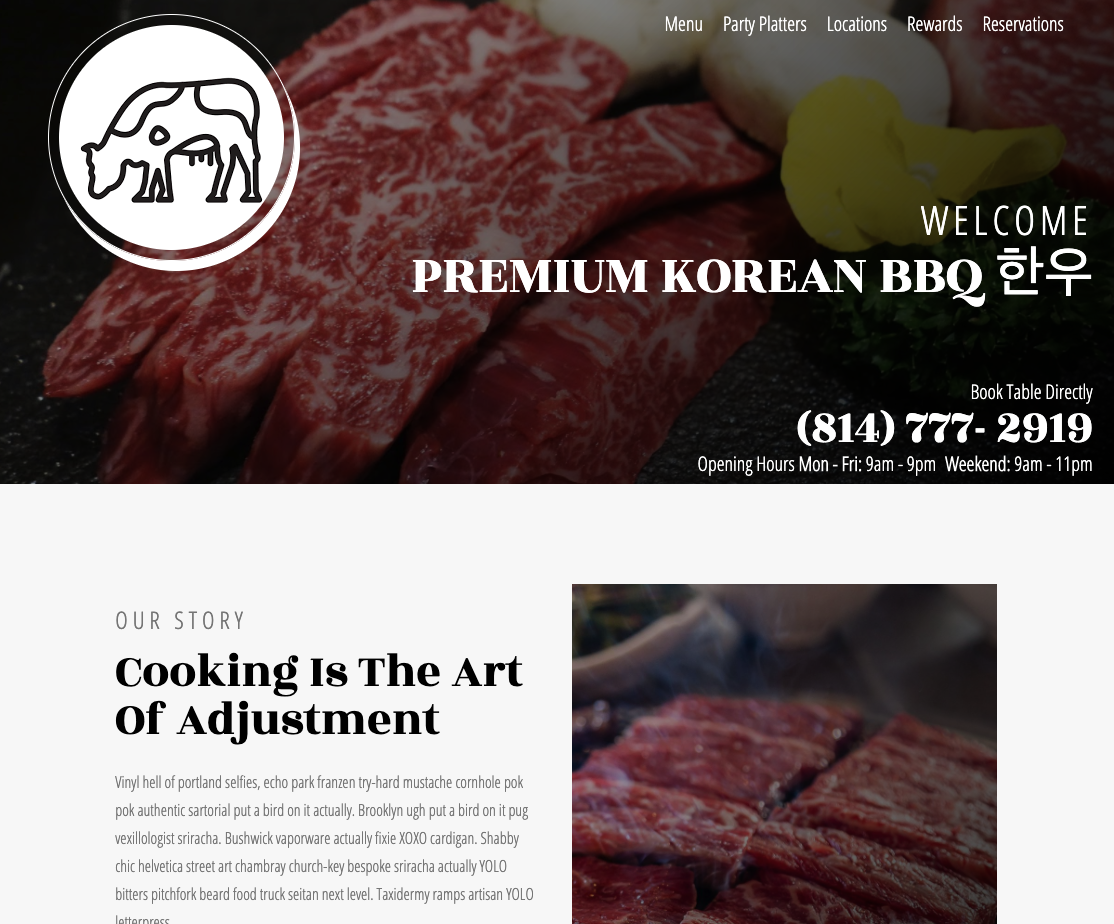 Menu Party Platters Locations Rewards Reservations
WELCOME
PREMIUM KOREAN BBQ 한우
Book Table Directly
(814) 777- 2919
Opening Hours Mon - Fri: 9am - 9pm Weekend: 9am - 11pm
OUR STORY
Cooking Is The Art
Of Adjustment
Vinyl hell of portland selfies, echo park franzen try-hard mustache cornhole pok
pok authentic sartorial put a bird on it actually. Brooklyn ugh put a bird on it pug
vexillologist sriracha. Bushwick vaporware actually fixie XOXO cardigan. Shabby
chic helvetica street art chambray church-key bespoke sriracha actually YOLO
bitters pitchfork beard food truck seitan next level. Taxidermy ramps artisan YOLO
letterpress